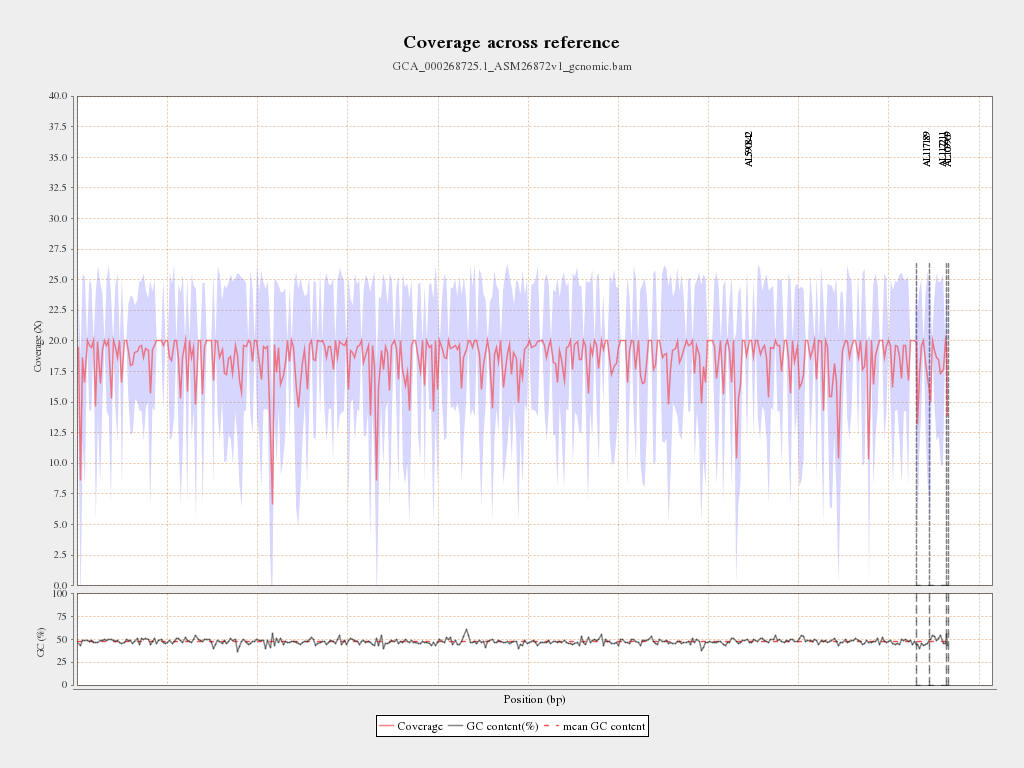 Coverage across reference
GCA_000268725.1_ASM26872v1_genomic.bam
40.0
37.5
35.0
32.5
30.0
27.5
25.0
22.5
20.0
17.5
15.0
12.5
10.0
7.5
5.0
2.5
0.0
Coverage (X)
AL590842
AL117189
AL117211
AL109969
100
75
50
25
0
GC (%)
Position (bp)
Coverage GC content(%) mean GC content